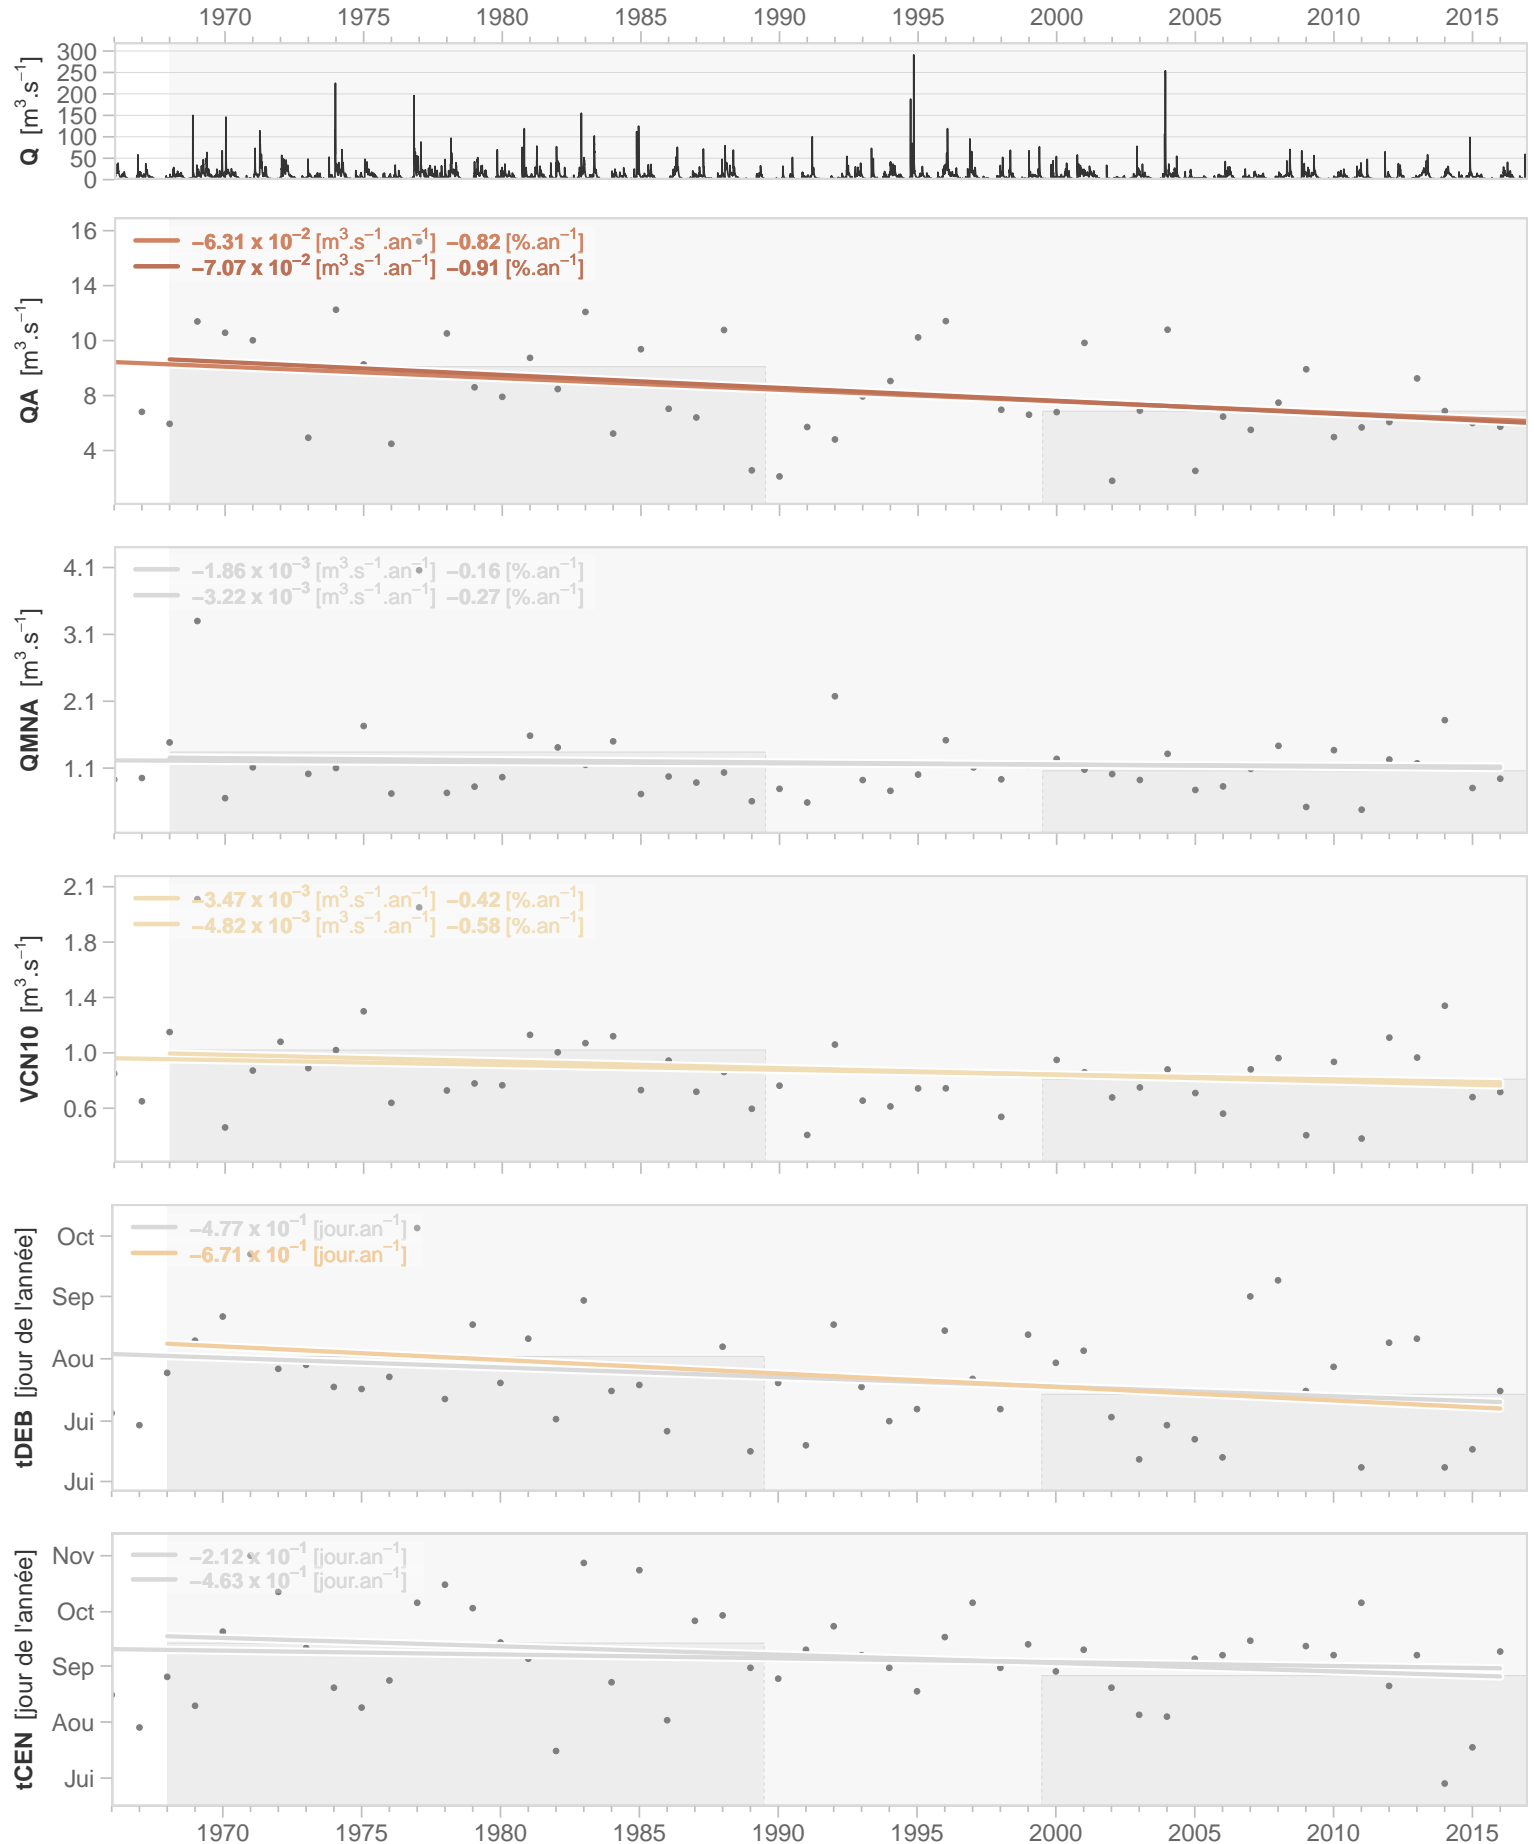 1970 1975 1980 1985 1990 1995 2000 2005 2010 2015
Q [m³.s⁻¹]
300
250
200
150
100
50
0
QA [m³.s⁻¹]
16
14
10
8
4
−6.31 x 10⁻² [m³.s⁻¹.an⁻¹] −0.82 [%.an⁻¹]
−7.07 x 10⁻² [m³.s⁻¹.an⁻¹] −0.91 [%.an⁻¹]
QMNA [m³.s⁻¹]
4.1
3.1
2.1
1.1
−1.86 x 10⁻³ [m³.s⁻¹.an⁻¹] −0.16 [%.an⁻¹]
−3.22 x 10⁻³ [m³.s⁻¹.an⁻¹] −0.27 [%.an⁻¹]
VCN10 [m³.s⁻¹]
2.1
1.8
1.4
1.0
0.6
−3.47 x 10⁻³ [m³.s⁻¹.an⁻¹] −0.42 [%.an⁻¹]
−4.82 x 10⁻³ [m³.s⁻¹.an⁻¹] −0.58 [%.an⁻¹]
tDEB [jour de l'année]
Oct
Sep
Aou
Jui
Jui
−4.77 x 10⁻¹ [jour.an⁻¹]
−6.71 x 10⁻¹ [jour.an⁻¹]
tCEN [jour de l'année]
Nov
Oct
Sep
Aou
Jui
−2.12 x 10⁻¹ [jour.an⁻¹]
−4.63 x 10⁻¹ [jour.an⁻¹]
1970 1975 1980 1985 1990 1995 2000 2005 2010 2015